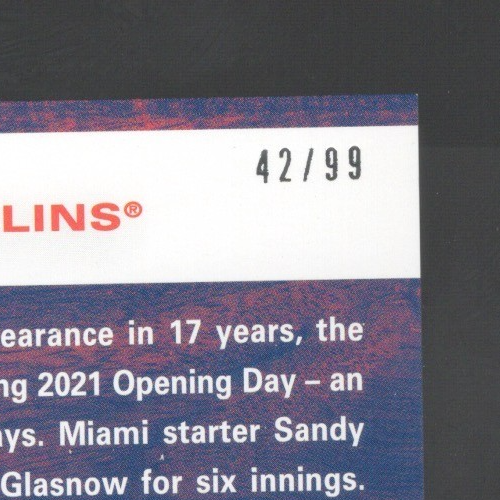 42/99
LINS®
earance in 17 years, the
ng 2021 Opening Day – an
ays. Miami starter Sandy
Glasnow for six innings.